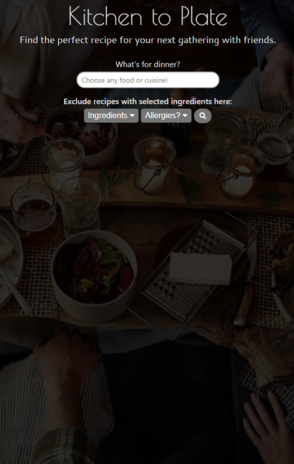 Kitchen to Plate
Find the perfect recipe for your next gathering with friends.
What's for dinner?
Choose any food or cuisine!
Exclude recipes with selected ingredients here:
Ingredients Allergies?